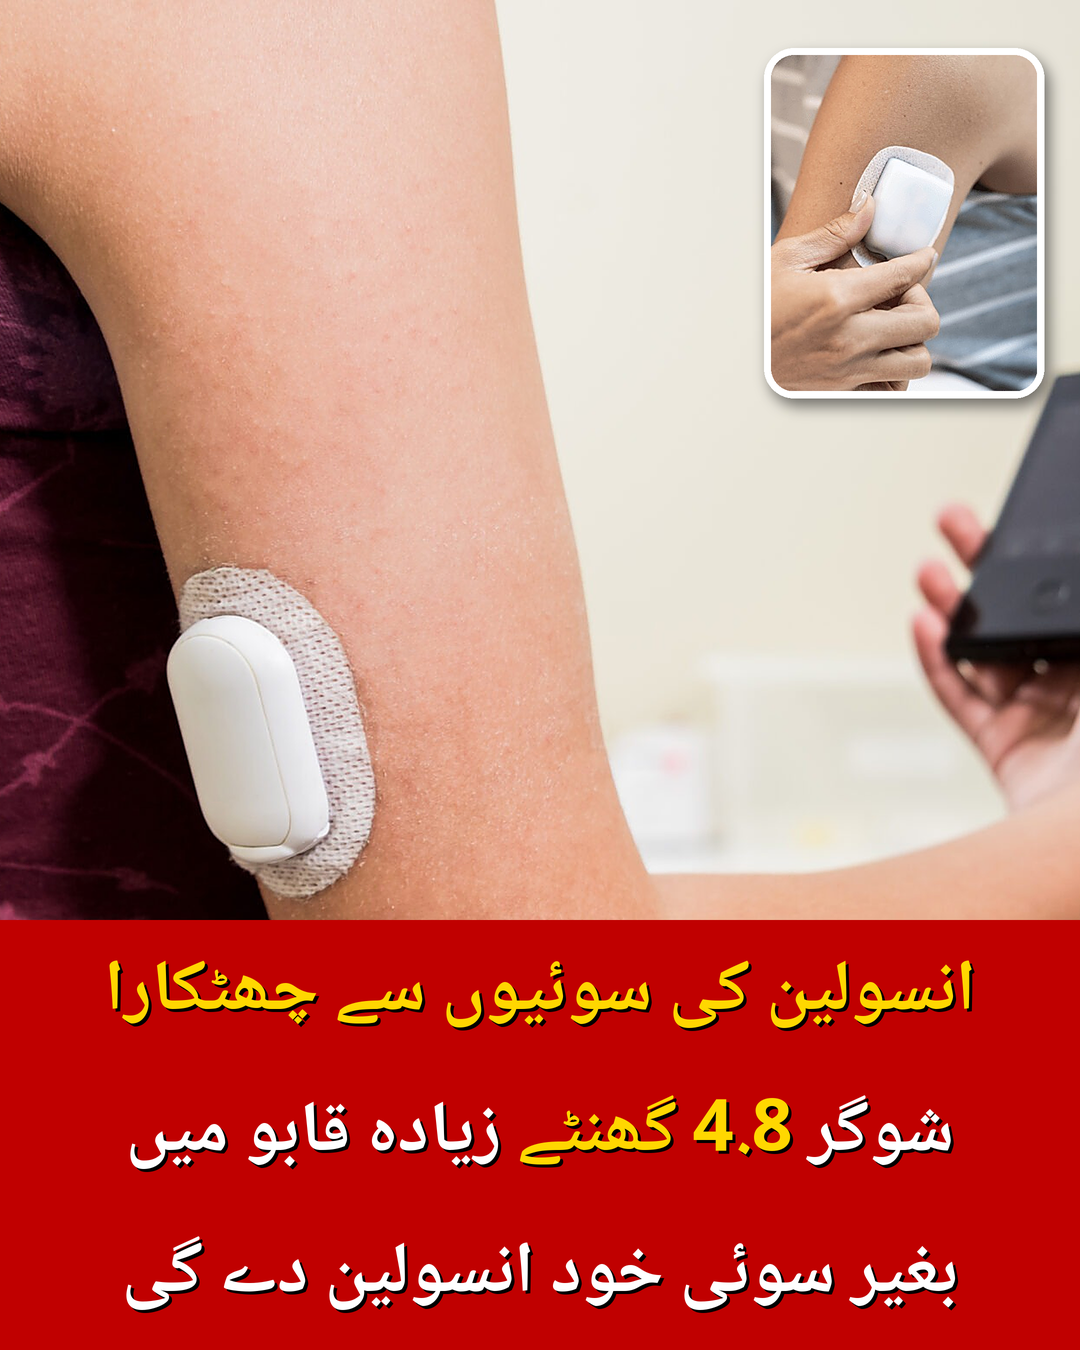 انسولین کی سوئیوں سے چھٹکارا
شوگر 4.8 گھنٹے زیادہ قابو میں
بغیر سوئی خود انسولین دے گی